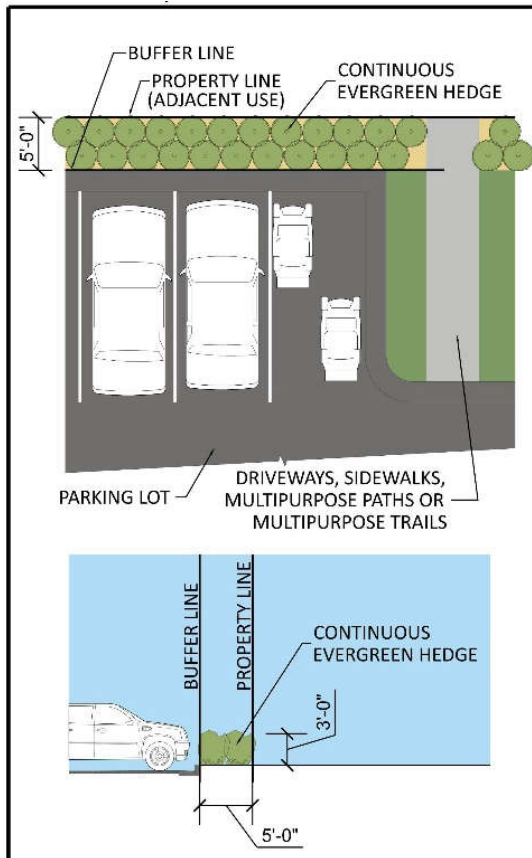 BUFFER LINE
PROPERTY LINE
(ADJACENT USE)
CONTINUOUS
EVERGREEN HEDGE
5'-0"
PARKING LOT
DRIVEWAYS, SIDEWALKS,
MULTIPURPOSE PATHS OR
MULTIPURPOSE TRAILS
BUFFER LINE
PROPERTY LINE
CONTINUOUS
EVERGREEN HEDGE
3'-0"
5'-0"